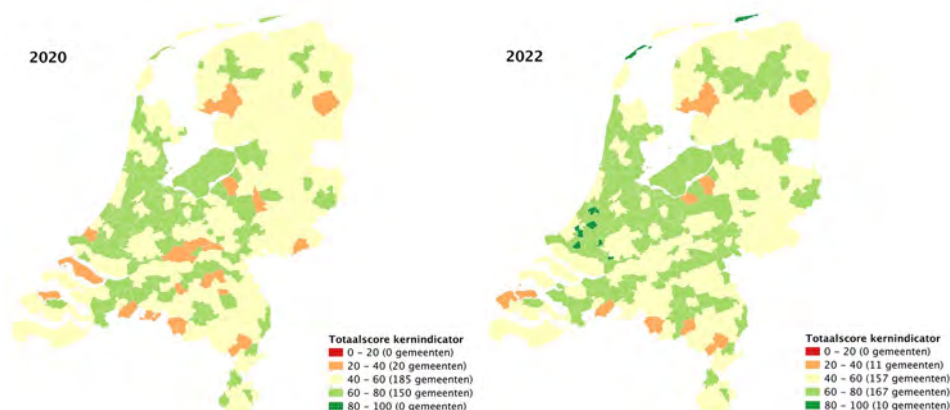 2020
Totaalscore kernindicator
0 – 20 (0 gemeenten)
20 – 40 (20 gemeenten)
40 – 60 (185 gemeenten)
60 – 80 (150 gemeenten)
80 – 100 (0 gemeenten)
2022
Totaalscore kernindicator
0 – 20 (0 gemeenten)
20 – 40 (11 gemeenten)
40 – 60 (157 gemeenten)
60 – 80 (167 gemeenten)
80 – 100 (10 gemeenten)